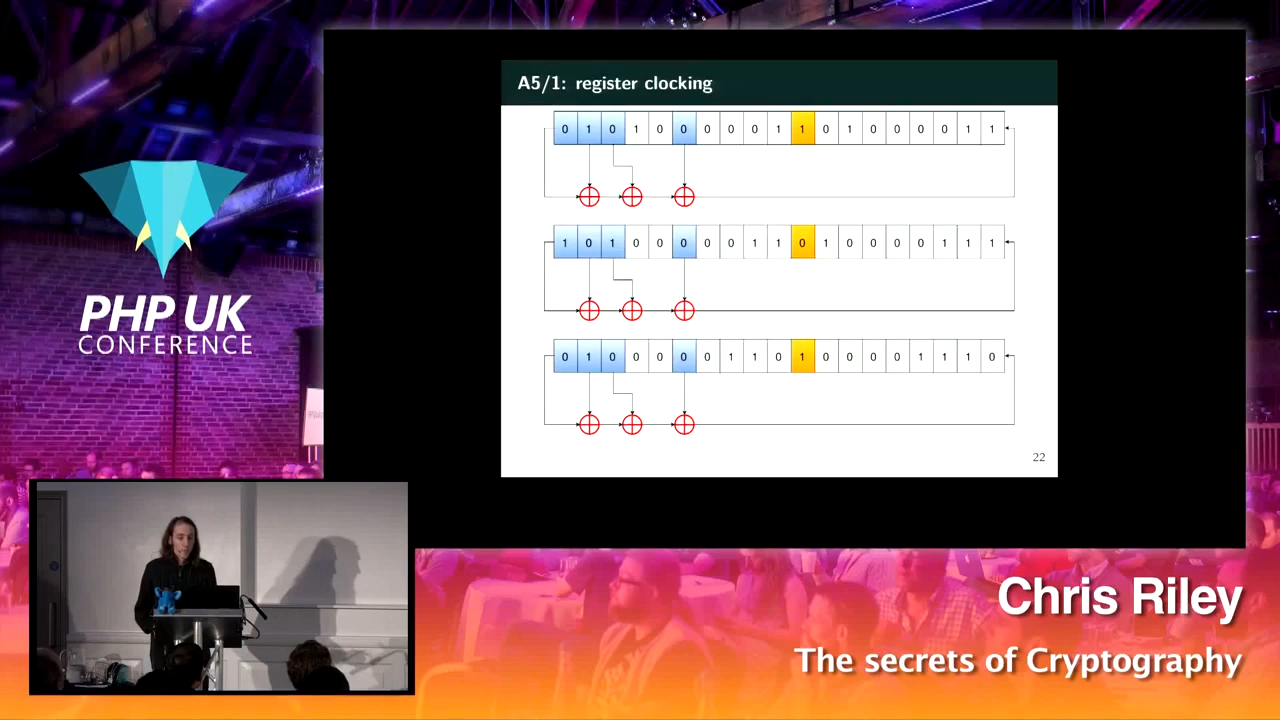 A5/1: register clocking
0 1 0 1 0 0 0 0 0 1 1 0 1 0 0 0 0 1 1
1 0 1 0 0 0 0 0 1 1 0 1 0 0 0 0 1 1 1
0 1 0 0 0 0 0 1 1 0 1 0 0 0 0 1 1 1 0
22
PHP UK
CONFERENCE
Chris Riley
The secrets of Cryptography